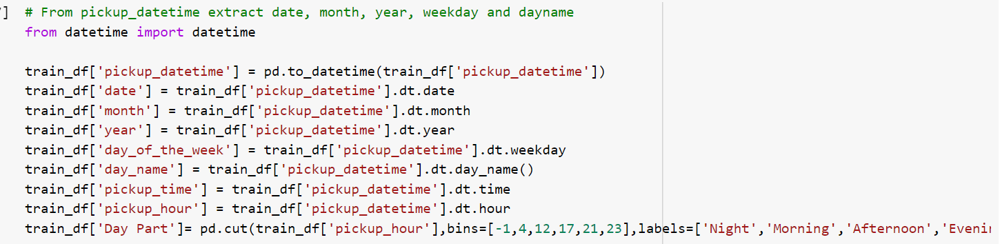 ] # From pickup_datetime extract date, month, year, weekday and dayname
from datetime import datetime
train_df['pickup_datetime'] = pd.to_datetime(train_df['pickup_datetime'])
train_df['date'] = train_df['pickup_datetime'].dt.date
train_df['month'] = train_df['pickup_datetime'].dt.month
train_df['year'] = train_df['pickup_datetime'].dt.year
train_df['day_of_the_week'] = train_df['pickup_datetime'].dt.weekday
train_df['day_name'] = train_df['pickup_datetime'].dt.day_name()
train_df['pickup_time'] = train_df['pickup_datetime'].dt.time
train_df['pickup_hour'] = train_df['pickup_datetime'].dt.hour
train_df['Day Part']= pd.cut(train_df['pickup_hour'],bins=[-1,4,12,17,21,23],labels=['Night','Morning','Afternoon','Evenin